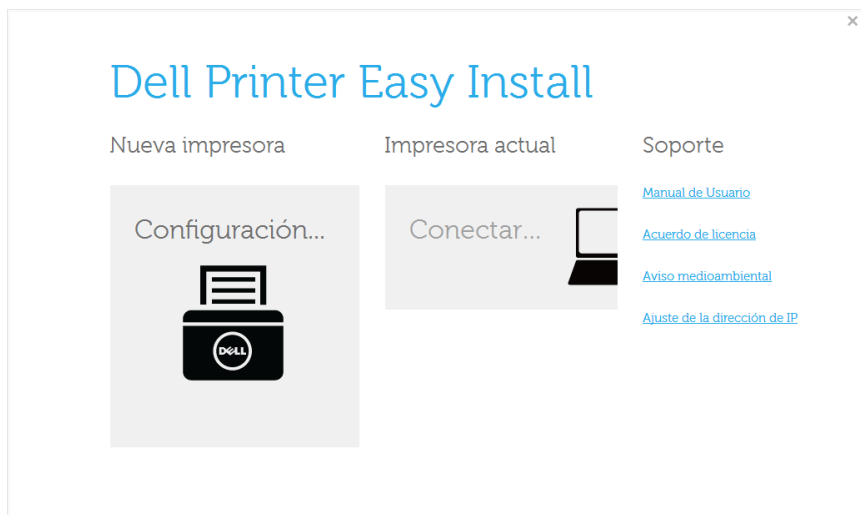 Dell Printer Easy Install
Nueva impresora
Configuración...
DELL
Impresora actual
Conectar...
Soporte
Manual de Usuario
Acuerdo de licencia
Aviso medioambiental
Ajuste de la dirección de IP